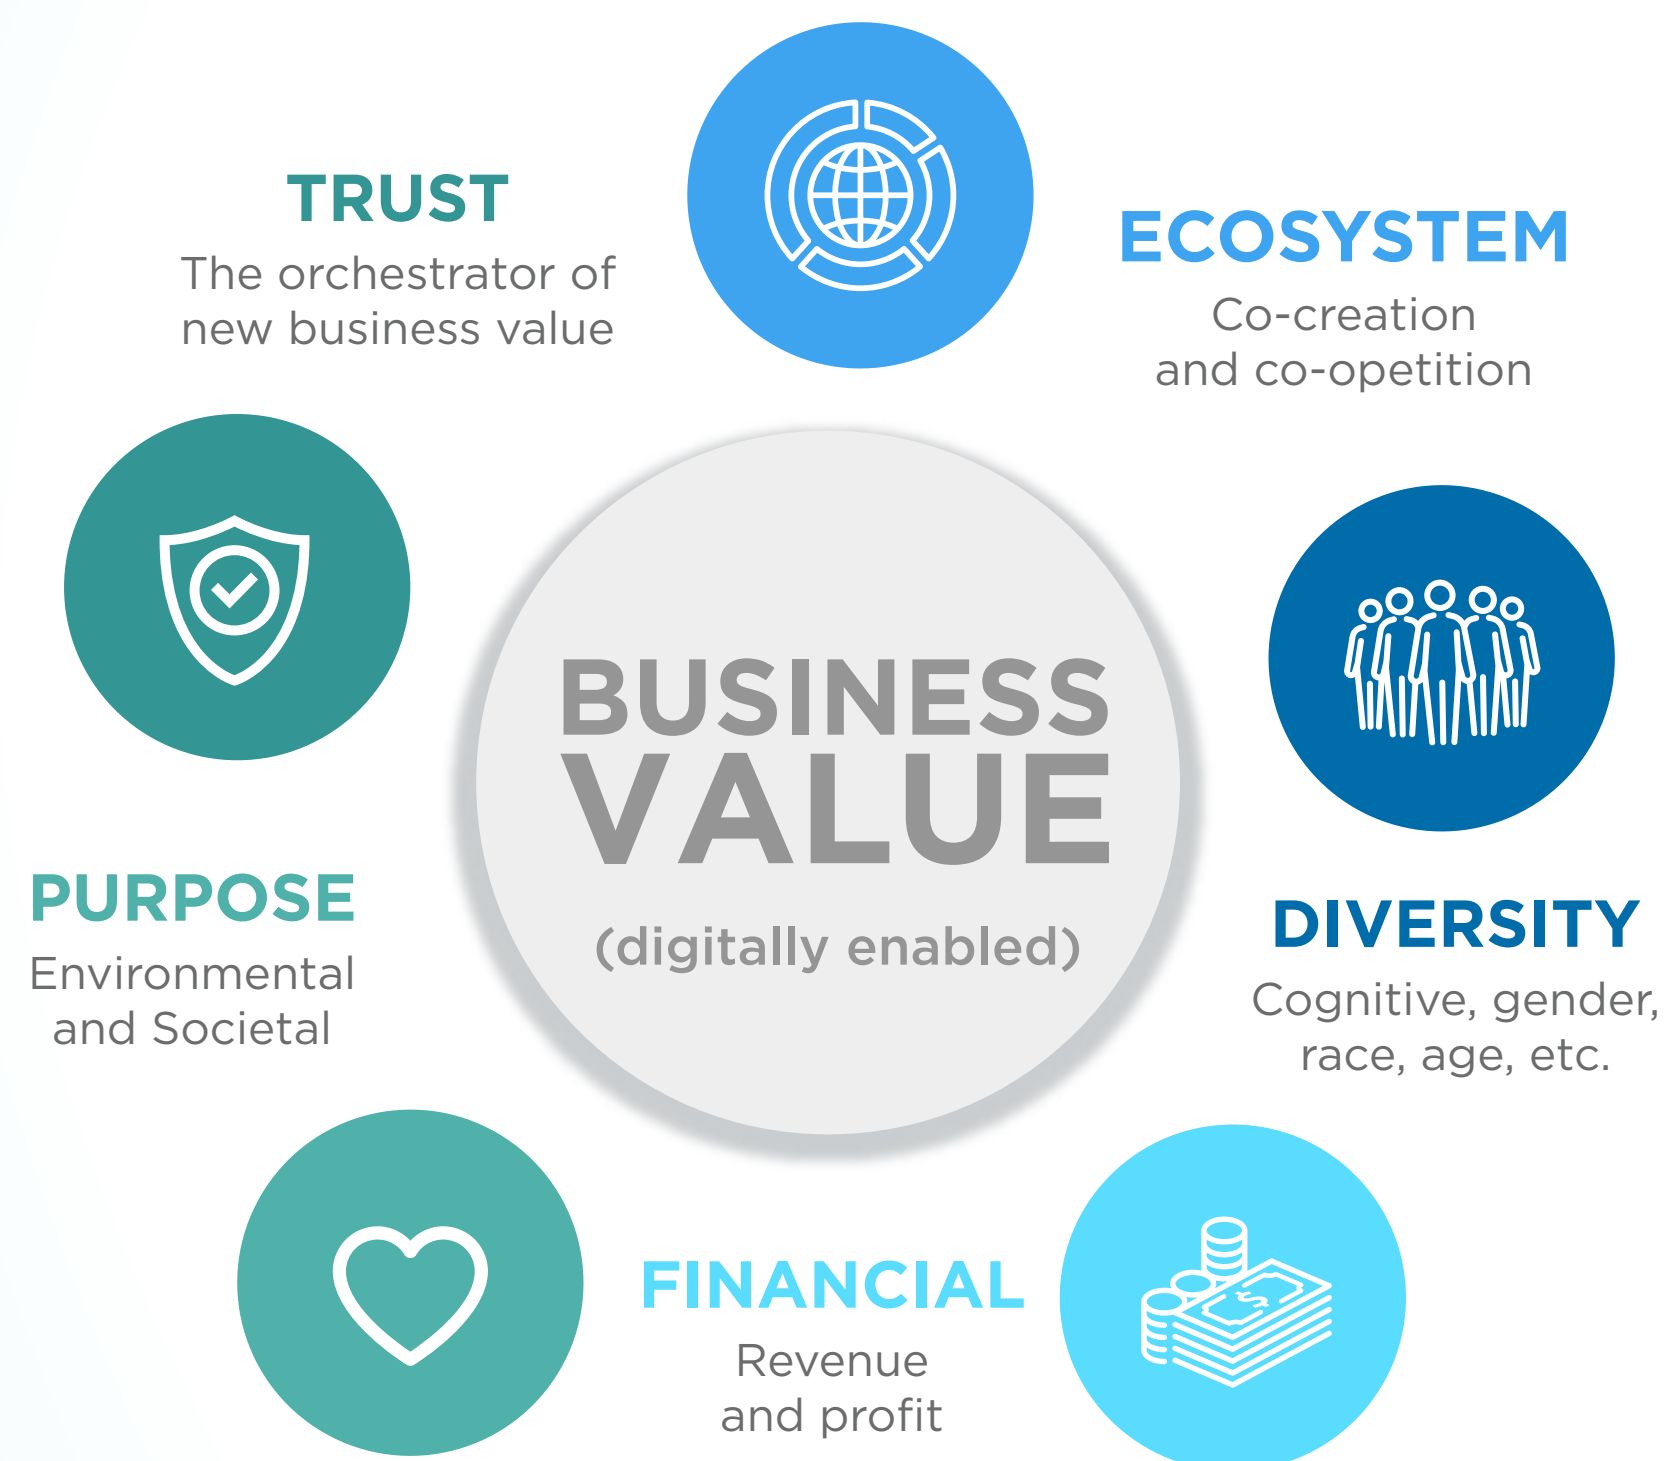 TRUST
The orchestrator of
new business value
ECOSYSTEM
Co-creation
and co-opetition
BUSINESS
VALUE
(digitally enabled)
PURPOSE
Environmental
and Societal
DIVERSITY
Cognitive, gender,
race, age, etc.
FINANCIAL
Revenue
and profit
$